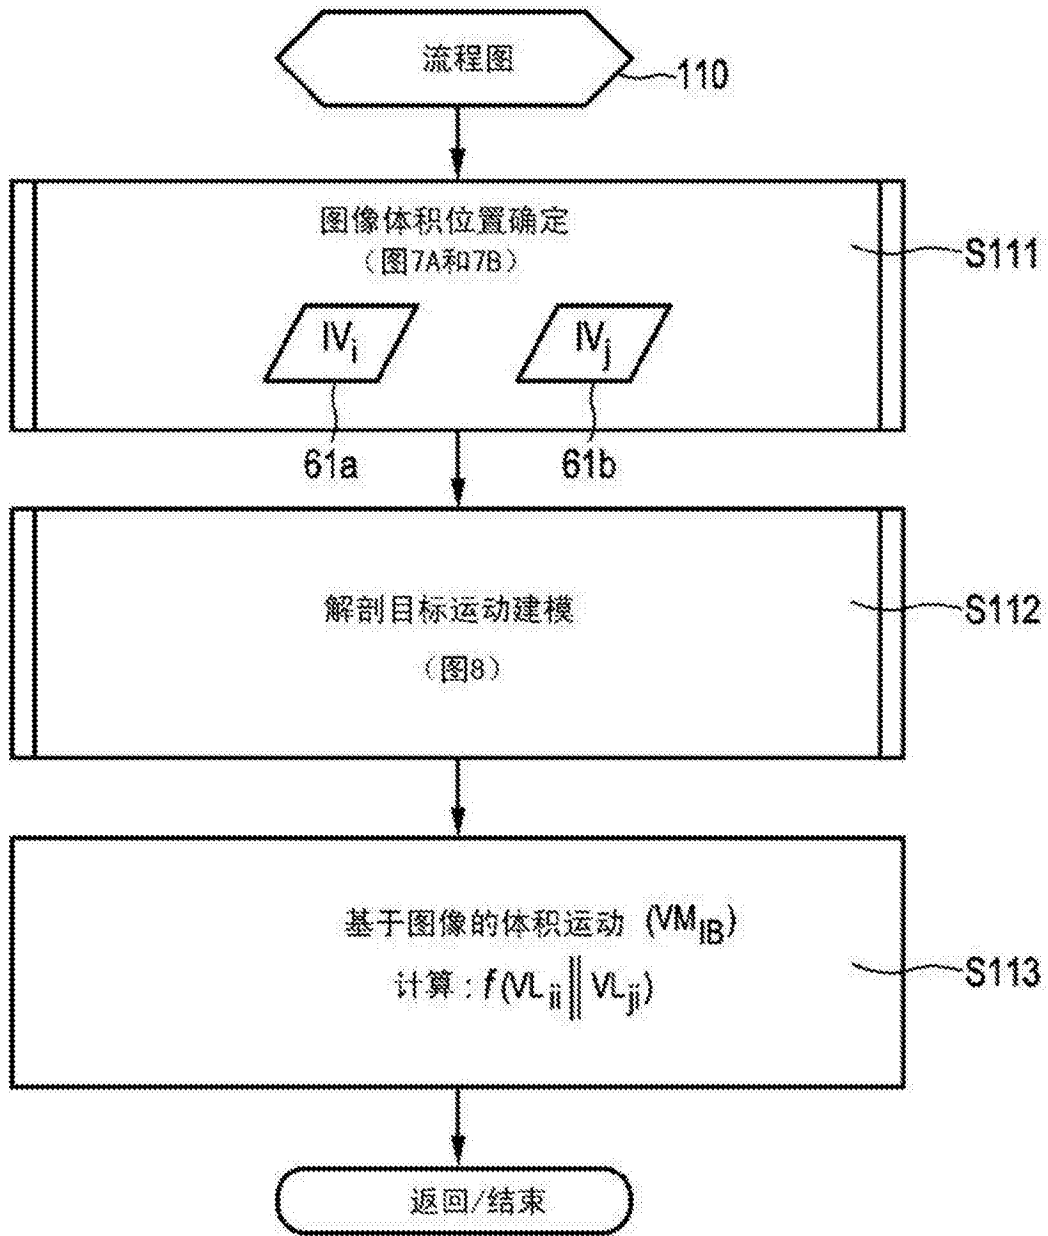 流程图
110
图像体积位置确定
(图7A和7B)
S111
IVi
IVj
61a
61b
解剖目标运动建模
(图8)
S112
基于图像的体积运动 (VMIB)
计算:f(VLii‖VLji)
S113
返回/结束